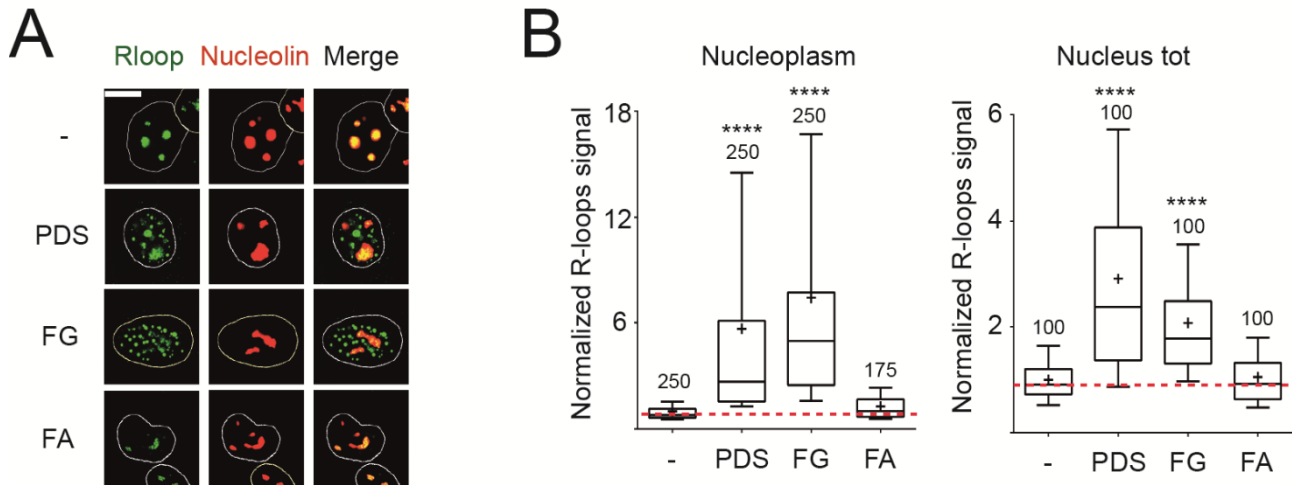 A
Rloop Nucleolin Merge
-
PDS
FG
FA
B
Nucleoplasm
Normalized R-loops signal
18
12
6
250
****
250
****
250
175
- PDS FG FA
Nucleus tot
Normalized R-loops signal
6
4
2
100
****
100
****
100
100
- PDS FG FA